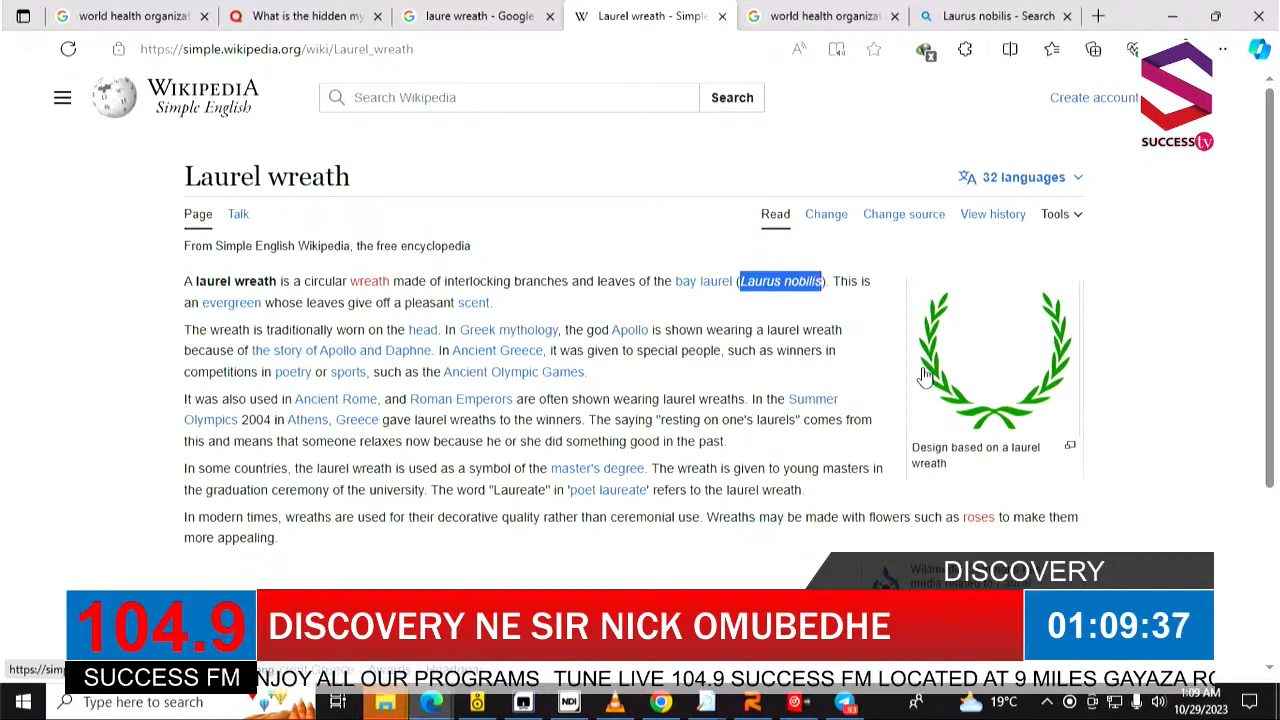 world health organizat
What is the hidden my
laure wreath - Google
Laurel wreath - Simple
world health organizat
Laurus nobilis - Search
https://simple.wikipedia.org/wiki/Laurel_wreath
WIKIPEDIA
Simple English
Search Wikipedia
Search
Create account
SUCCESS tv
Laurel wreath
32 languages
Page Talk
Read Change Change source View history Tools
From Simple English Wikipedia, the free encyclopedia
A laurel wreath is a circular wreath made of interlocking branches and leaves of the bay laurel (Laurus nobilis). This is
an evergreen whose leaves give off a pleasant scent.
The wreath is traditionally worn on the head. In Greek mythology, the god Apollo is shown wearing a laurel wreath
because of the story of Apollo and Daphne. In Ancient Greece, it was given to special people, such as winners in
competitions in poetry or sports, such as the Ancient Olympic Games.
It was also used in Ancient Rome, and Roman Emperors are often shown wearing laurel wreaths. In the Summer
Olympics 2004 in Athens, Greece gave laurel wreaths to the winners. The saying "resting on one's laurels" comes from
this and means that someone relaxes now because he or she did something good in the past.
In some countries, the laurel wreath is used as a symbol of the master's degree. The wreath is given to young masters in
the graduation ceremony of the university. The word "Laureate" in 'poet laureate' refers to the laurel wreath.
In modern times, wreaths are used for their decorative quality rather than ceremonial use. Wreaths may be made with flowers such as roses to make them
more appealing.
Design based on a laurel
wreath
DISCOVERY
media related to
104.9
DISCOVERY NE SIR NICK OMUBEDHE
01:09:37
https://sim
SUCCESS FM
NJOY ALL OUR PROGRAMS TUNE LIVE 104.9 SUCCESS FM LOCATED AT 9 MILES GAYAZA RO
Type here to search
NDI
93
19°C
1:09 AM
10/29/2023